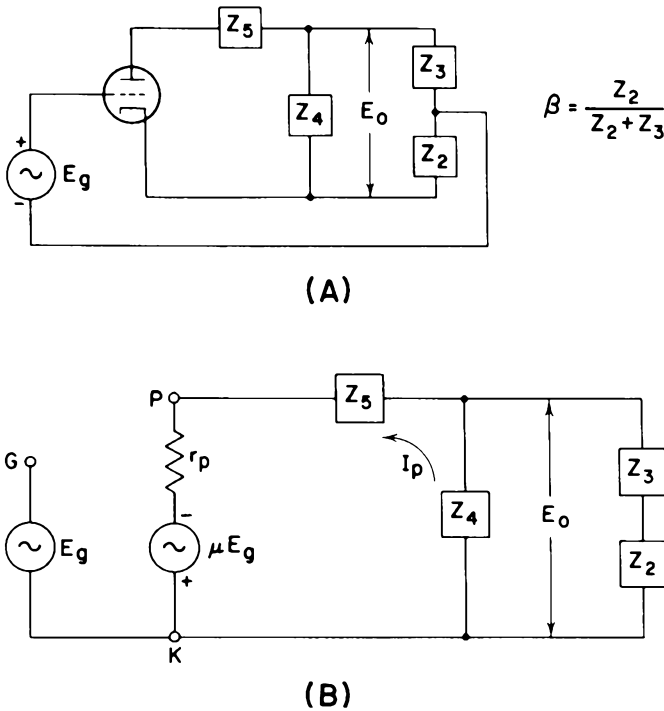 Z5
Z3
Z4
E0
Z2
β = Z2 / Z2 + Z3
+
Eg
-
(A)
P
Z5
rp
Ip
G
Z3
-
Z4
E0
Eg
μEg
Z2
+
K
(B)